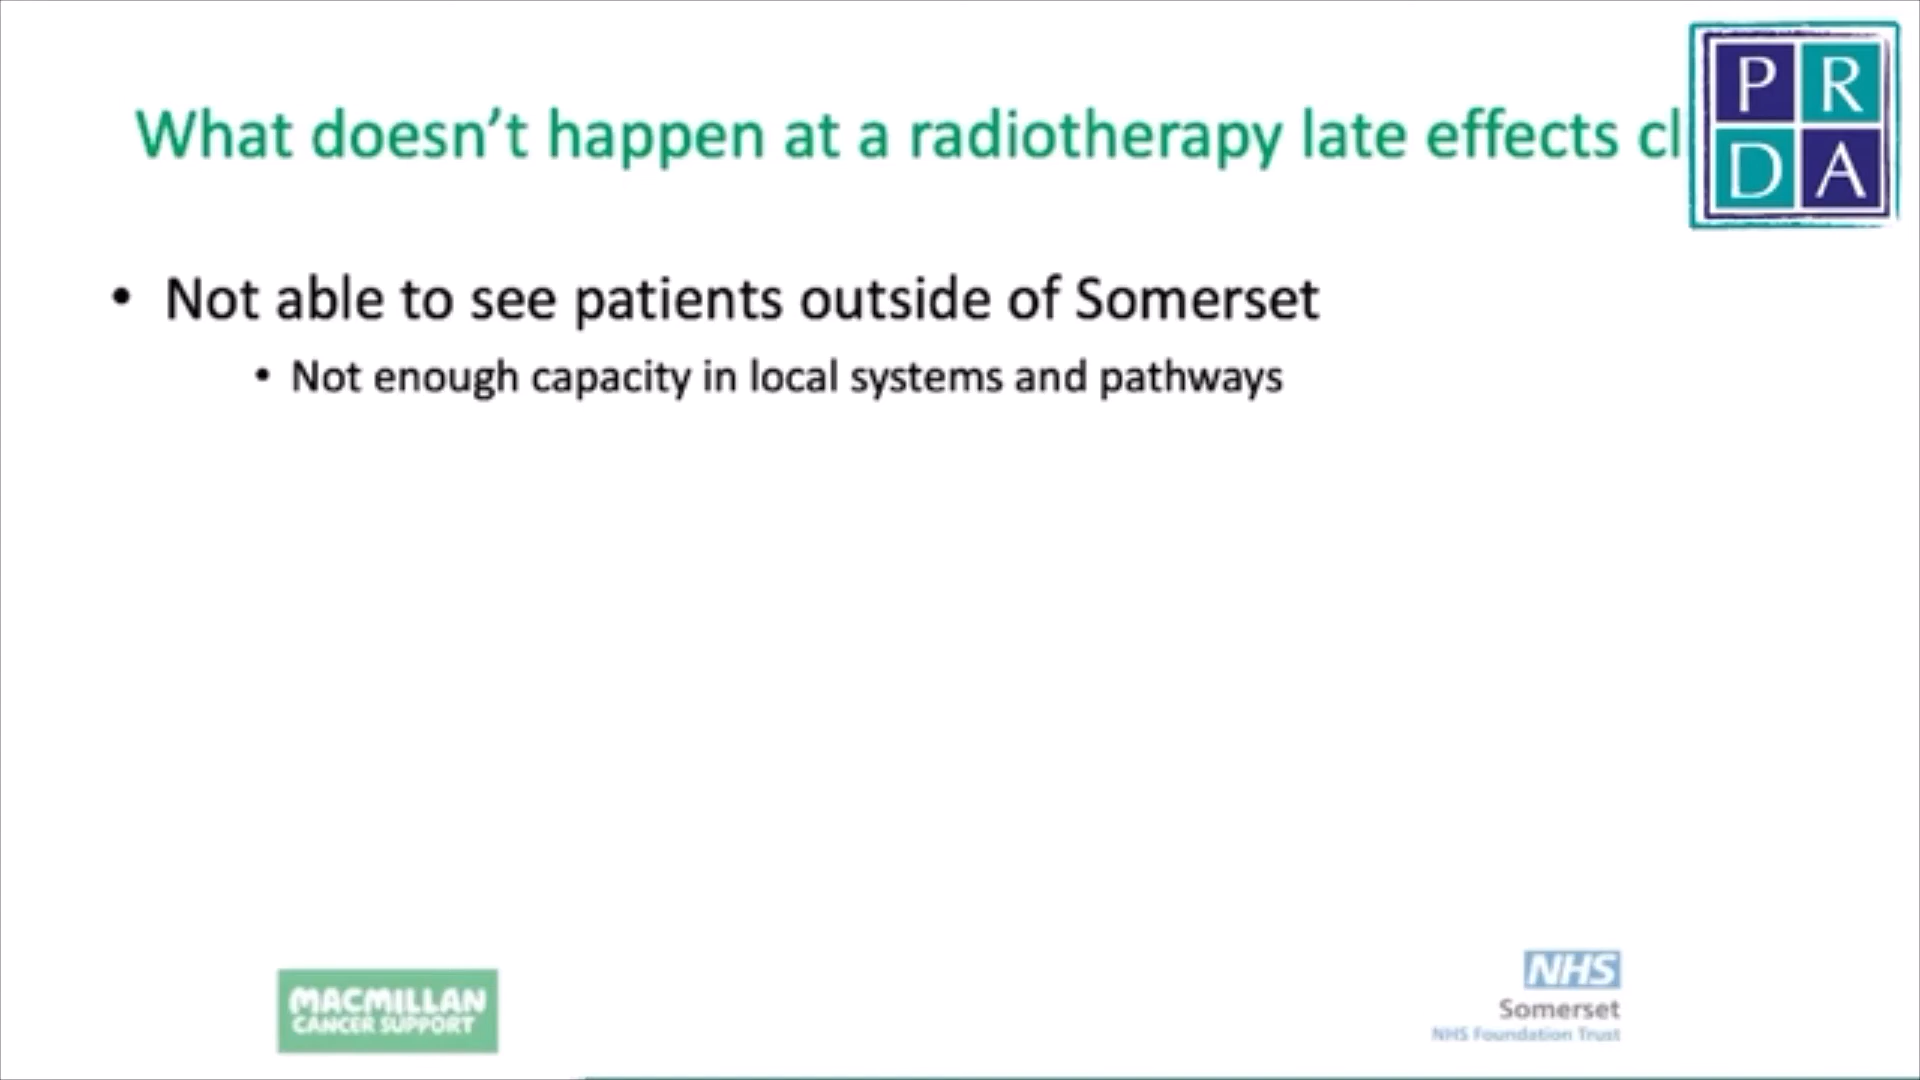 What doesn't happen at a radiotherapy late effects cl
P R
D A
• Not able to see patients outside of Somerset
• Not enough capacity in local systems and pathways
MACMILLAN
CANCER SUPPORT
NHS
Somerset
NHS Foundation Trust